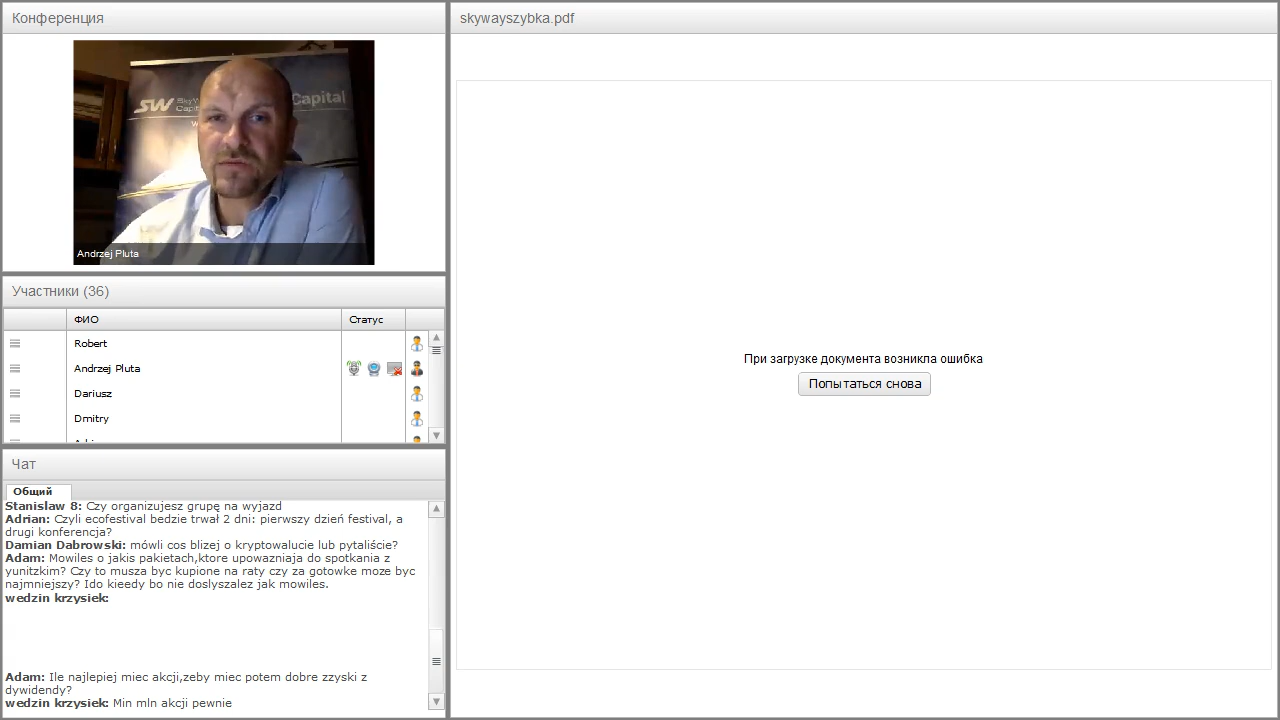 Конференция
SW
Capital
Andrzej Pluta
Участники (36)
ФИО
Статус
Robert
Andrzej Pluta
Dariusz
Dmitry
Чат
Общий
Stanislaw 8: Czy organizujesz grupę na wyjazd
Adrian: Czyli ecofestival bedzie trwał 2 dni: pierwszy dzień festival, a
drugi konferencja?
Damian Dabrowski: mówli cos blizej o kryptowalucie lub pytaliście?
Adam: Mowiles o jakis pakietach,ktore upowazniaja do spotkania z
yunitzkim? Czy to musza byc kupione na raty czy za gotowke moze byc
najmniejszy? Ido kieedy bo nie doslyszalez jak mowiles.
wedzin krzysiek:
Adam: Ile najlepiej miec akcji,zeby miec potem dobre zzyski z
dywidendy?
wedzin krzysiek: Min mln akcji pewnie
skywayszybka.pdf
При загрузке документа возникла ошибка
Попытаться снова